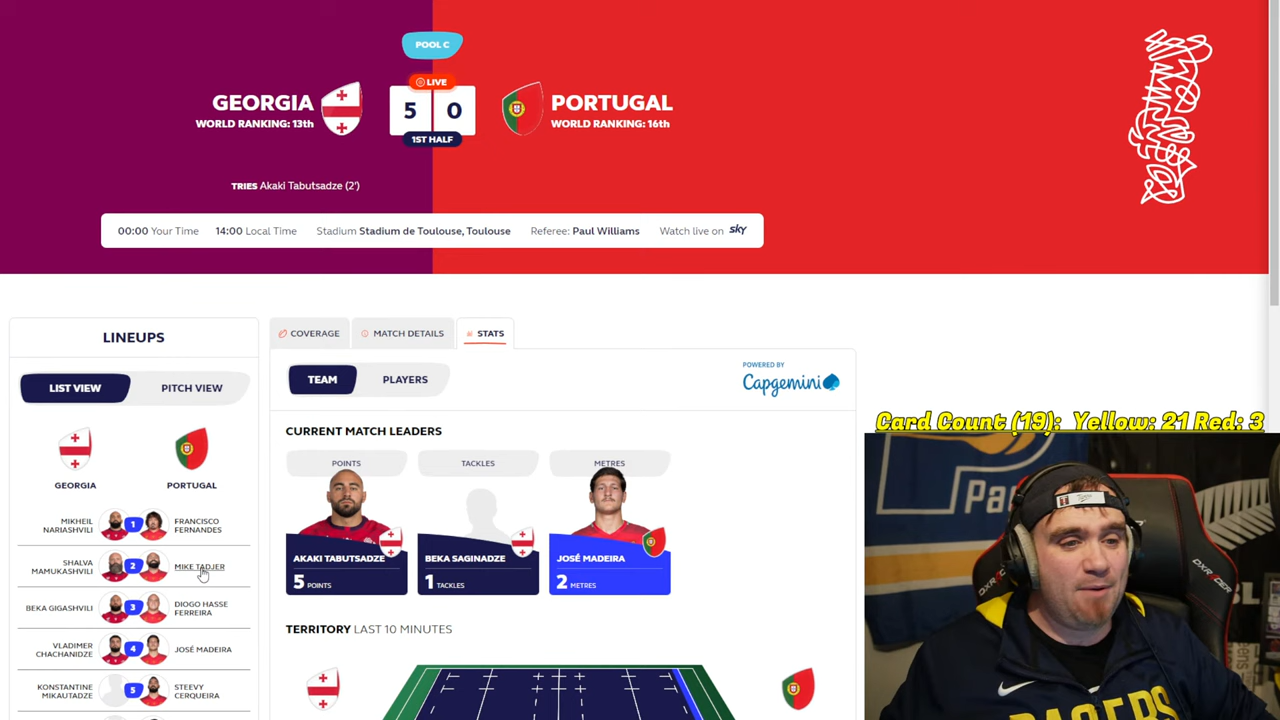 POOL C
GEORGIA
WORLD RANKING: 13th
LIVE
5 0
1ST HALF
PORTUGAL
WORLD RANKING: 16th
TRIES Akaki Tabutsadze (2')
00:00 Your Time 14:00 Local Time Stadium Stadium de Toulouse, Toulouse Referee: Paul Williams Watch live on sky
LINEUPS
LIST VIEW PITCH VIEW
GEORGIA PORTUGAL
MIKHEIL NARIASHVILI 1 FRANCISCO FERNANDES
SHALVA MAMUKASHVILI 2 MIKE TADJER
BEKA GIGASHVILI 3 DIOGO HASSE FERREIRA
VLADIMER CHACHANIDZE 4 JOSÉ MADEIRA
KONSTANTINE MIKAUTADZE 5 STEEVY CERQUEIRA
COVERAGE MATCH DETAILS STATS
TEAM PLAYERS
POWERED BY
Capgemini
CURRENT MATCH LEADERS
POINTS TACKLES METRES
AKAKI TABUTSADZE BEKA SAGINADZE JOSÉ MADEIRA
5 POINTS 1 TACKLES 2 METRES
TERRITORY LAST 10 MINUTES
Card Count (19): Yellow: 21 Red: 3
Pa
DXRACER
PACERS